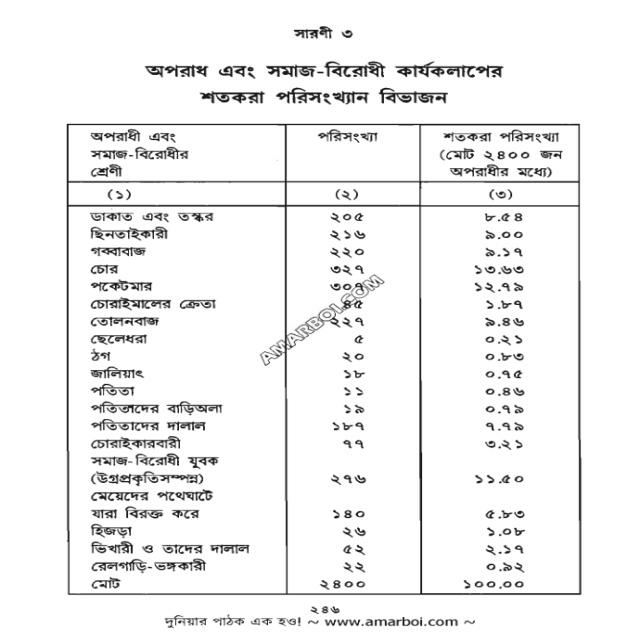 সারণী ৩
অপরাধ এবং সমাজ-বিরোধী কার্যকলাপের
শতকরা পরিসংখ্যান বিভাজন
অপরাধী এবং সমাজ-বিরোধীর শ্রেণী পরিসংখ্যা শতকরা পরিসংখ্যা (মোট ২৪০০ জন অপরাধীর মধ্যে)
(১) (২) (৩)
ডাকাত এবং তস্কর ২০৫ ৮.৫৪
ছিনতাইকারী ২১৬ ৯.০০
গব্বাবাজ ২২০ ৯.১৭
চোর ৩২৭ ১৩.৬৩
পকেটমার ৩০৭ ১২.৭৯
চোরাইমালের ক্রেতা ৪৫ ১.৮৭
তোলনবাজ ২২৭ ৯.৪৬
ছেলেধরা ৫ ০.২১
ঠগ ২০ ০.৮৩
জালিয়াৎ ১৮ ০.৭৫
পতিতা ১১ ০.৪৬
পতিতাদের বাড়িঅলা ১৯ ০.৭৯
পতিতাদের দালাল ১৮৭ ৭.৭৯
চোরাইকারবারী ৭৭ ৩.২১
সমাজ-বিরোধী যুবক
(উগ্রপ্রকৃতিসম্পন্ন) ২৭৬ ১১.৫০
মেয়েদের পথেঘাটে
যারা বিরক্ত করে ১৪০ ৫.৮৩
হিজড়া ২৬ ১.০৮
ভিখারী ও তাদের দালাল ৫২ ২.১৭
রেলগাড়ি-ভঙ্গকারী ২২ ০.৯২
মোট ২৪০০ ১০০.০০
AMARBOI.COM
২৪৬
দুনিয়ার পাঠক এক হও! ~ www.amarboi.com ~